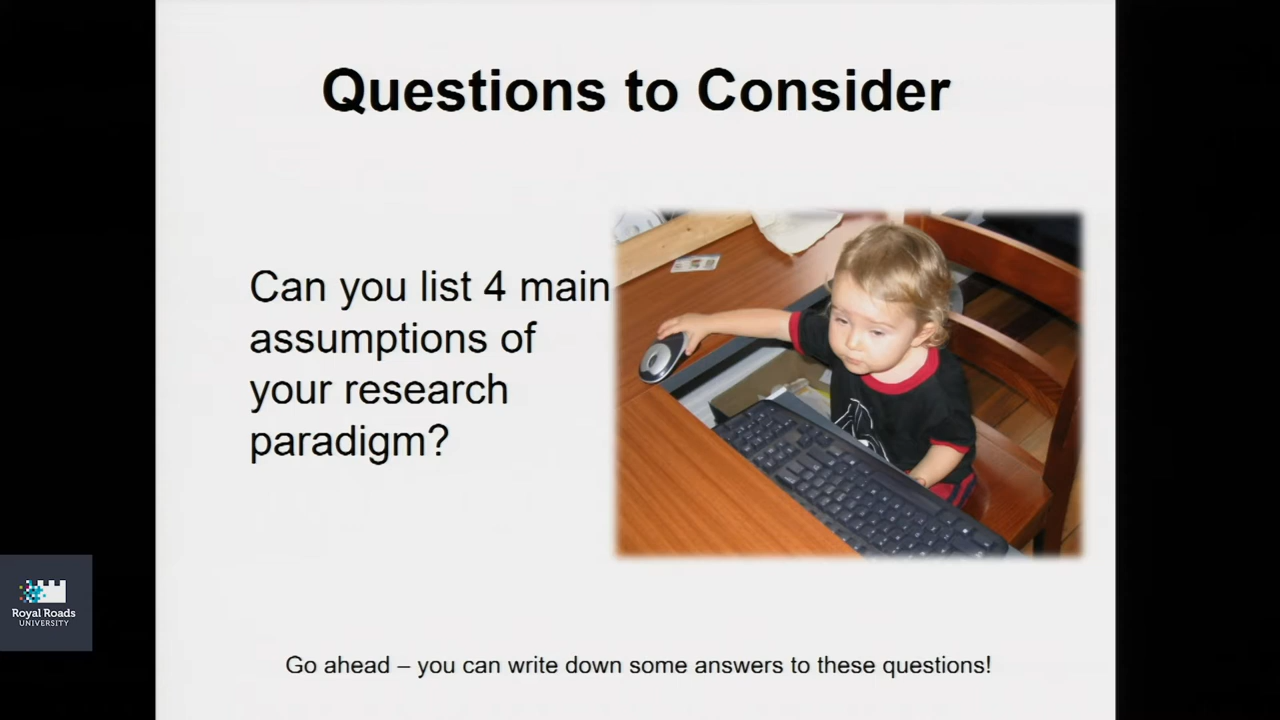 Questions to Consider
Can you list 4 main
assumptions of
your research
paradigm?
Royal Roads
UNIVERSITY
Go ahead – you can write down some answers to these questions!